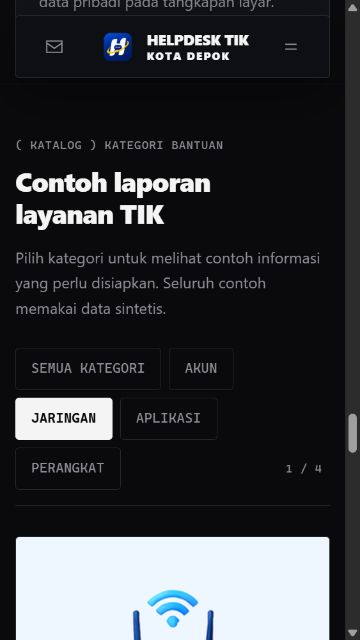 data pribadi pada tangkapan layar.
HELPDESK TIK
KOTA DEPOK
( KATALOG ) KATEGORI BANTUAN
Contoh laporan
layanan TIK
Pilih kategori untuk melihat contoh informasi
yang perlu disiapkan. Seluruh contoh
memakai data sintetis.
SEMUA KATEGORI
AKUN
JARINGAN
APLIKASI
PERANGKAT
1 / 4